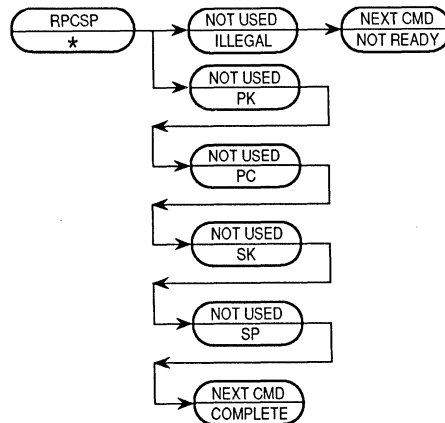 RPCSP
*
NOT USED
ILLEGAL
NEXT CMD
NOT READY
NOT USED
PK
NOT USED
PC
NOT USED
SK
NOT USED
SP
NEXT CMD
COMPLETE